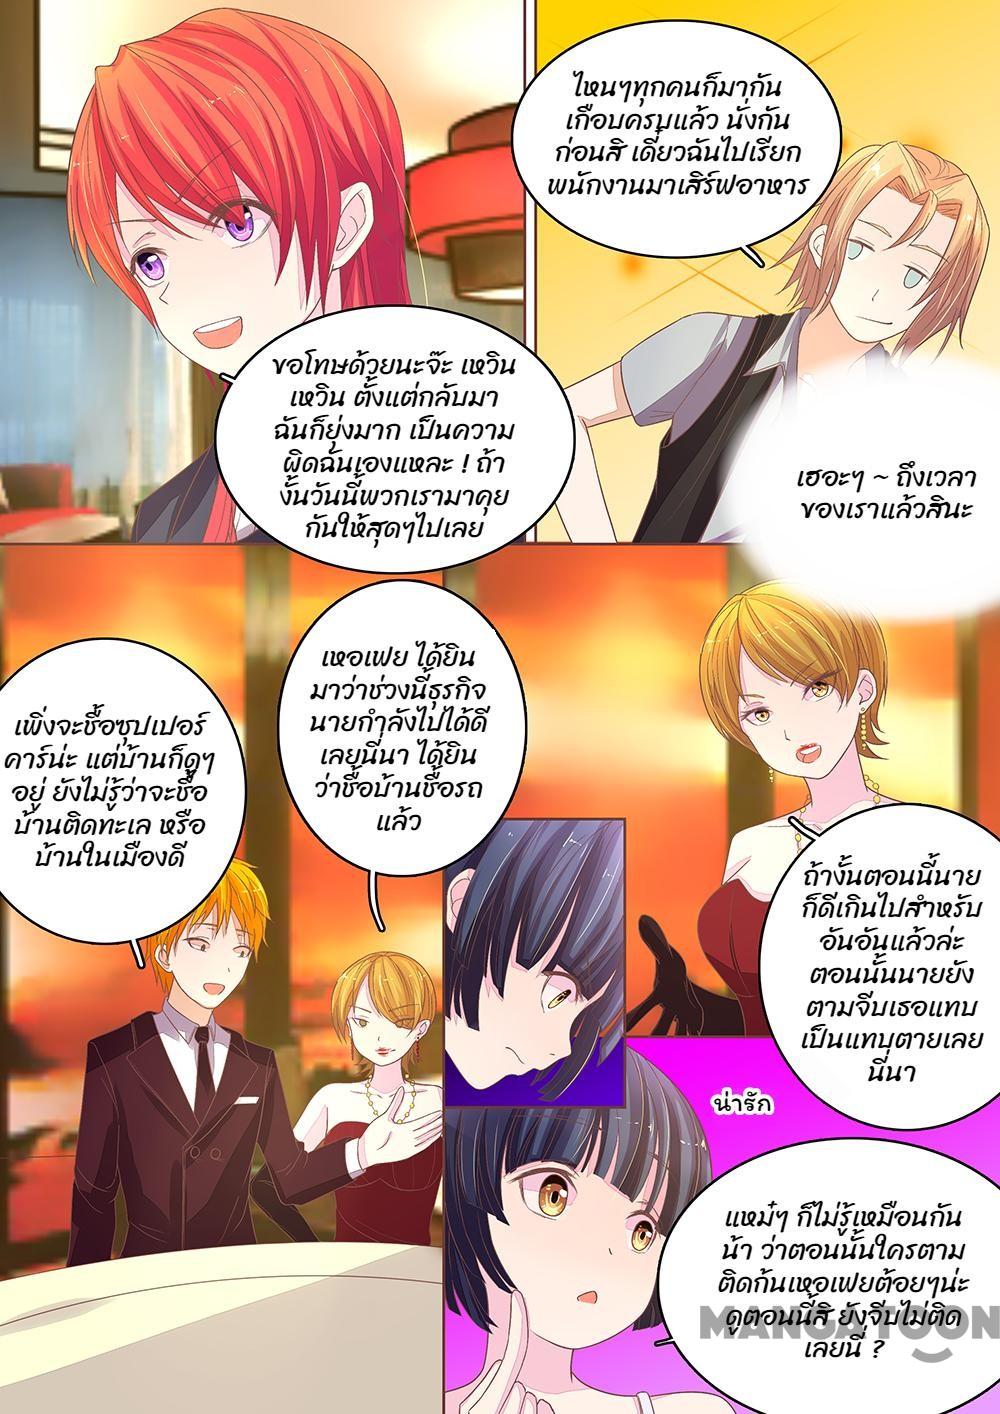 ไหนๆทุกคนก็มากัน
เกือบครบแล้ว นั่งกัน
ก่อนสิ เดี๋ยวฉันไปเรียก
พนักงานมาเสิร์ฟอาหาร
ขอโทษด้วยนะจ๊ะ เหวิน
เหวิน ตั้งแต่กลับมา
ฉันก็ยุ่งมาก เป็นความ
ผิดฉันเองแหละ ! ถ้า
งั้นวันนี้พวกเรามาคุย
กันให้สุดๆไปเลย
เฮอะๆ ~ ถึงเวลา
ของเราแล้วสินะ
เหอเฟย ได้ยิน
มาว่าช่วงนี้ธุรกิจ
นายกำลังไปได้ดี
เลยนี่นา ได้ยิน
ว่าซื้อบ้านซื้อรถ
แล้ว
เพิ่งจะซื้อซุปเปอร์
คาร์น่ะ แต่บ้านก็ดูๆ
อยู่ ยังไม่รู้ว่าจะซื้อ
บ้านติดทะเล หรือ
บ้านในเมืองดี
ถ้างั้นตอนนี้นาย
ก็ดีเกินไปสำหรับ
อันอันแล้วล่ะ
ตอนนั้นนายยัง
ตามจีบเธอแทบ
เป็นแทบตายเลย
นี่นา
น่ารัก
แหม๋ๆ ก็ไม่รู้เหมือนกัน
น้า ว่าตอนนั้นใครตาม
ติดก้นเหอเฟยต้อยๆน่ะ
ดูตอนนี้สิ ยังจีบไม่ติด
เลยนี่ ?
MANGATOON